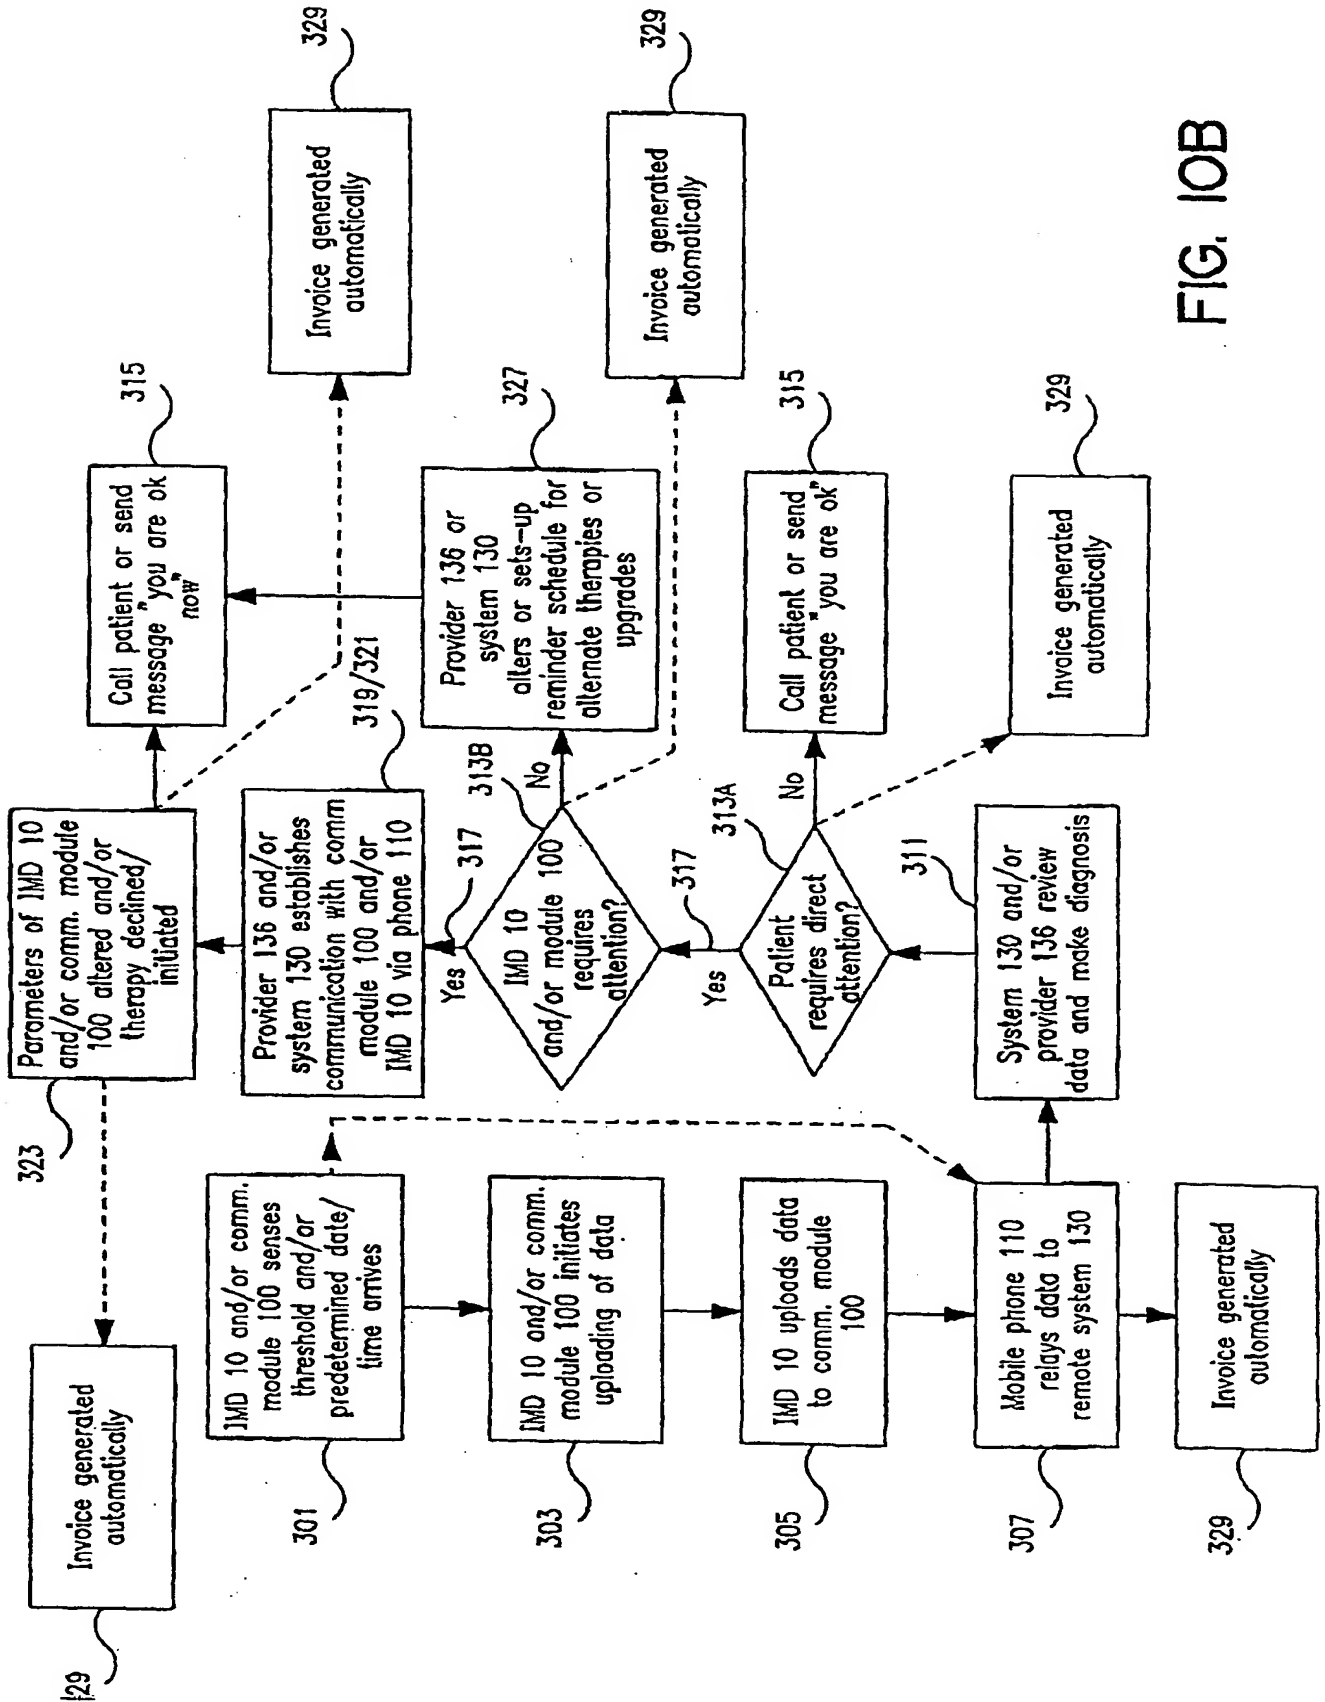 329
Invoice generated
automatically
323
Parameters of IMD 10
and/or comm. module
100 altered and/or
therapy declined/
initiated
315
Call patient or send
message "you are ok
now"
329
Invoice generated
automatically
301
IMD 10 and/or comm.
module 100 senses
threshold and/or
predetermined date/
time arrives
319/321
Provider 136 and/or
system 130 establishes
communication with comm
module 100 and/or
IMD 10 via phone 110
317
Yes
303
IMD 10 and/or comm.
module 100 initiates
uploading of data
313B
IMD 10
and/or module 100
requires
attention?
No
327
Provider 136 or
system 130
alters or sets-up
reminder schedule for
alternate therapies or
upgrades
329
Invoice generated
automatically
317
Yes
305
IMD 10 uploads data
to comm. module
100
313A
Patient
requires direct
attention?
No
315
Call patient or send
message "you are ok"
307
Mobile phone 110
relays data to
remote system 130
311
System 130 and/or
provider 136 review
data and make diagnosis
329
Invoice generated
automatically
329
Invoice generated
automatically
FIG. 10B